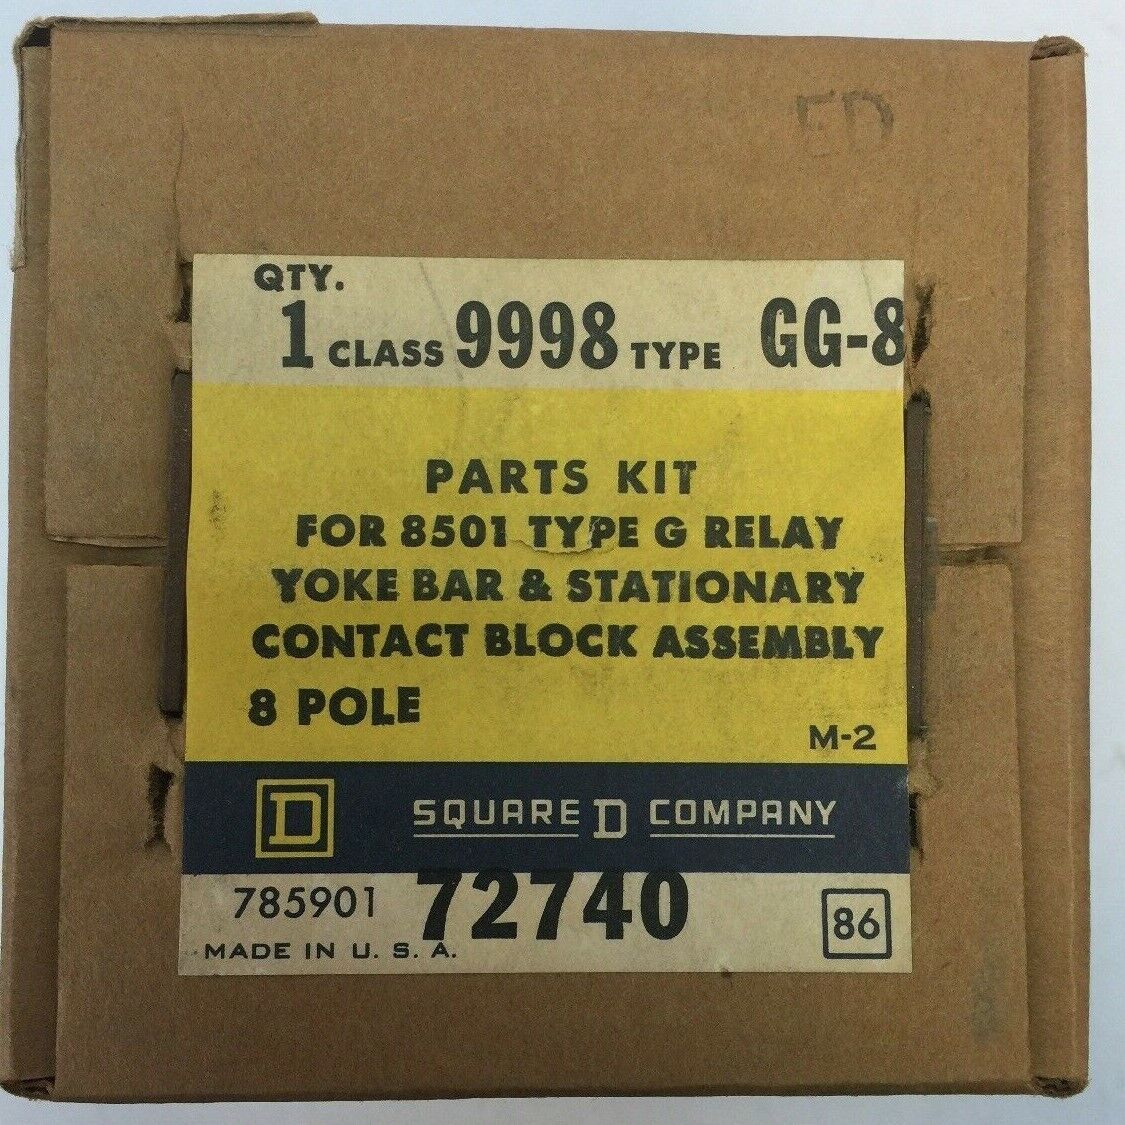 ED
QTY.
1 CLASS 9998 TYPE GG-8
PARTS KIT
FOR 8501 TYPE G RELAY
YOKE BAR & STATIONARY
CONTACT BLOCK ASSEMBLY
8 POLE
M-2
D SQUARE D COMPANY
785901 72740 86
MADE IN U. S. A.